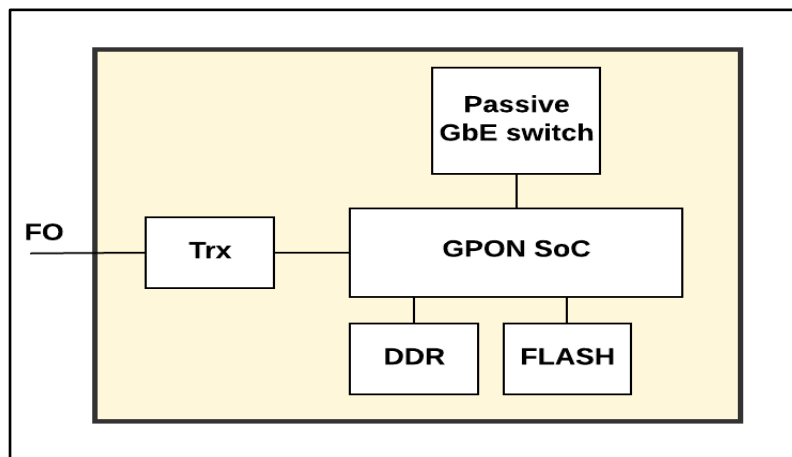 Passive
GbE switch
FO
Trx
GPON SoC
DDR
FLASH